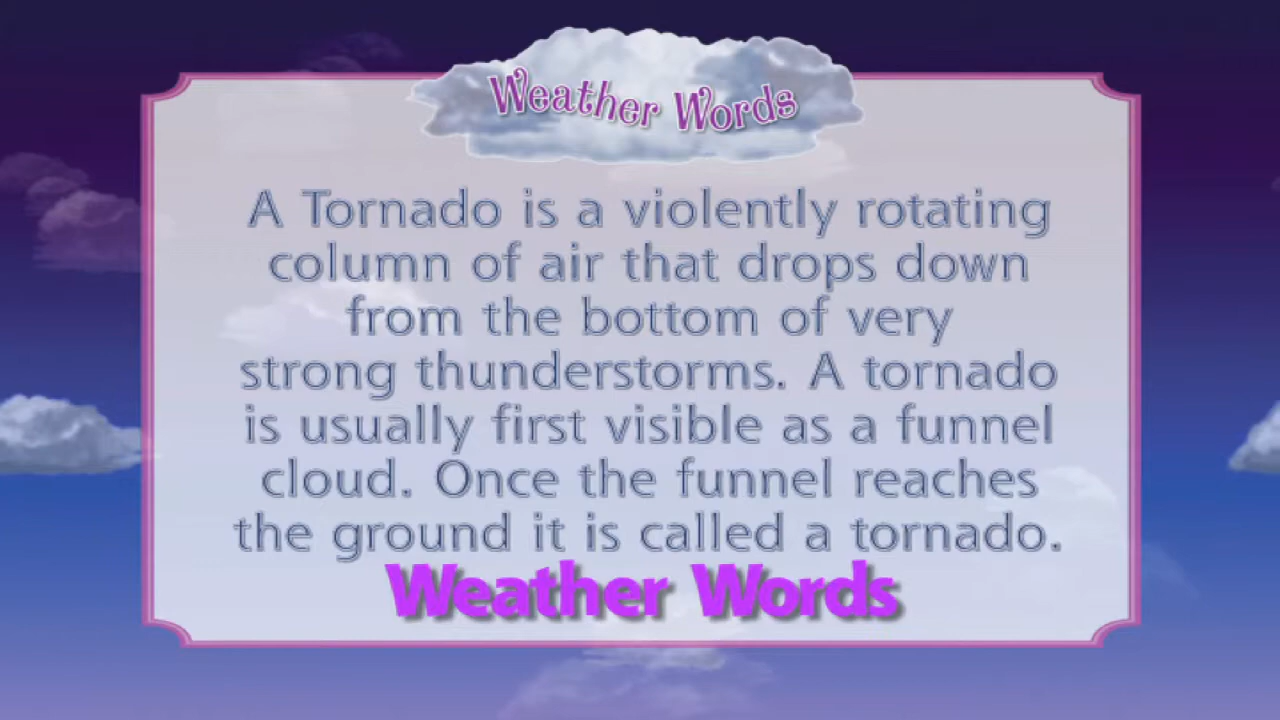 Weather Words
A Tornado is a violently rotating
column of air that drops down
from the bottom of very
strong thunderstorms. A tornado
is usually first visible as a funnel
cloud. Once the funnel reaches
the ground it is called a tornado.
Weather Words